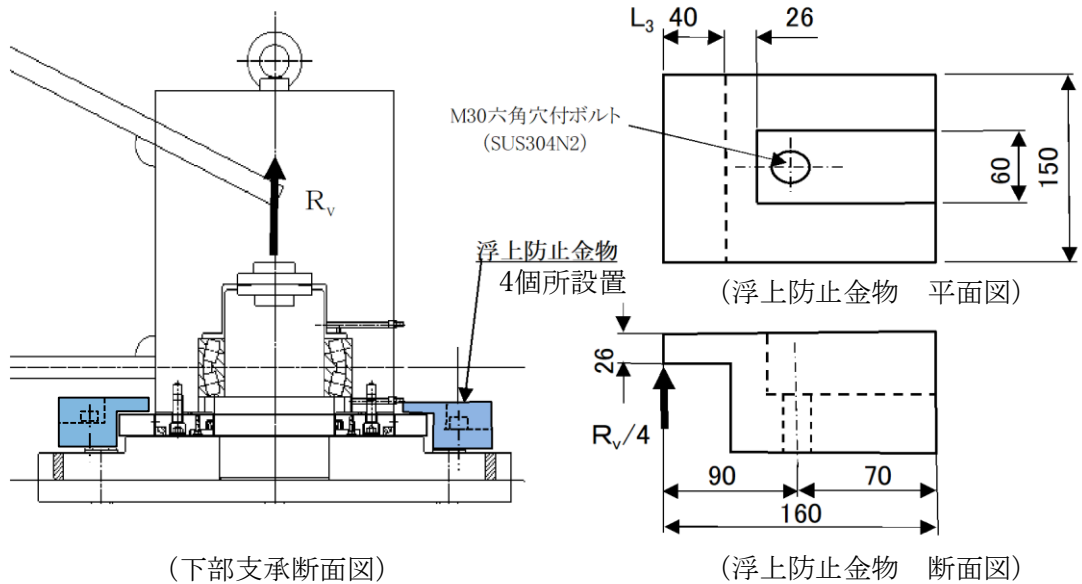 L₃ 40 26
M30六角穴付ボルト
(SUS304N2)
60
150
(浮上防止金物 平面図)
Rᵥ
浮上防止金物
4個所設置
26
Rᵥ/4
90
70
160
(下部支承断面図)
(浮上防止金物 断面図)